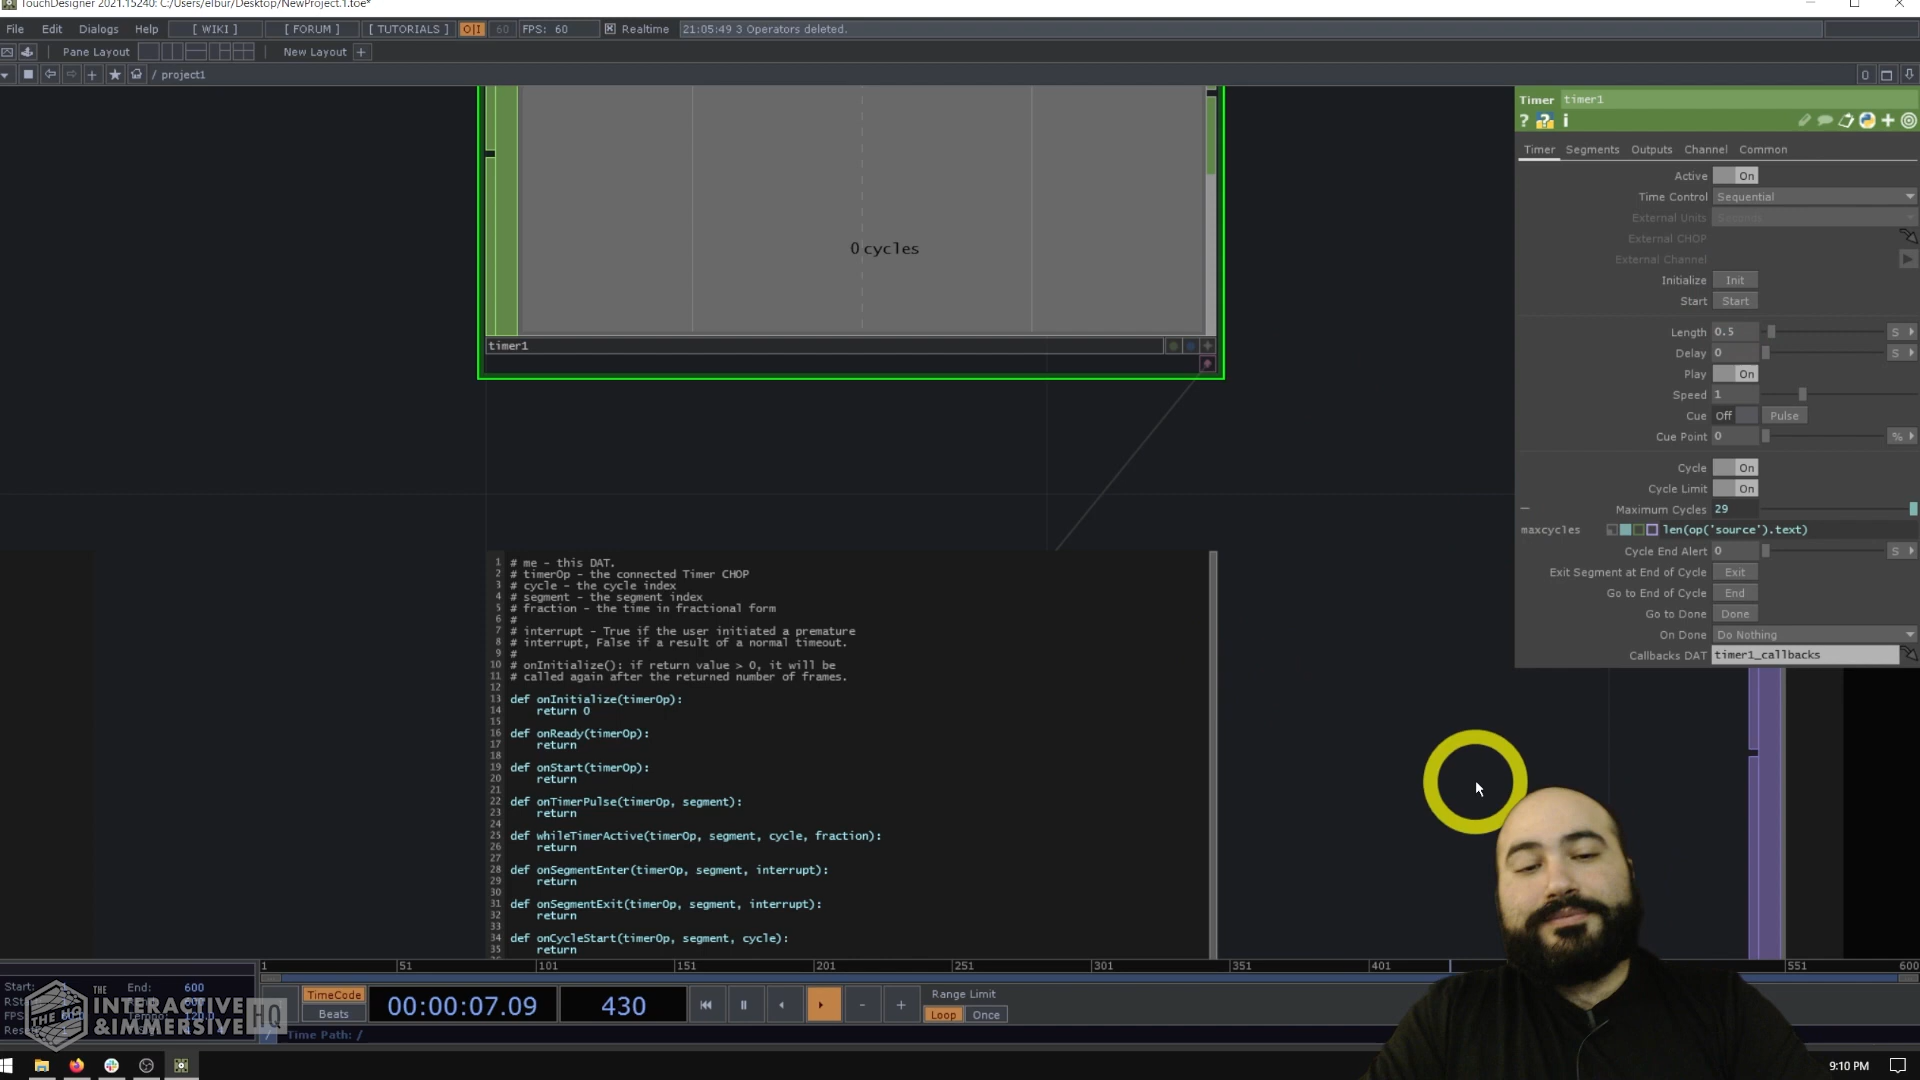 TouchDesigner 2021.15240: C:/Users/elbur/Desktop/NewProject.1.toe*
File Edit Dialogs Help [ WIKI ] [ FORUM ] [ TUTORIALS ] O|I 60 FPS: 60 Realtime 21:05:49 3 Operators deleted.
Pane Layout New Layout +
/ project1 0
Timer timer1
? i
Timer Segments Outputs Channel Common
Active On
Time Control Sequential
External Units Seconds
External CHOP
External Channel
Initialize Init
Start Start
Length 0.5 S
Delay 0 S
Play On
Speed 1
Cue Off Pulse
Cue Point 0 %
Cycle On
Cycle Limit On
Maximum Cycles 29
maxcycles len(op('source').text)
Cycle End Alert 0 S
Exit Segment at End of Cycle Exit
Go to End of Cycle End
Go to Done Done
On Done Do Nothing
Callbacks DAT timer1_callbacks
0 cycles
timer1
1 # me - this DAT.
2 # timerOp - the connected Timer CHOP
3 # cycle - the cycle index
4 # segment - the segment index
5 # fraction - the time in fractional form
6 #
7 # interrupt - True if the user initiated a premature
8 # interrupt, False if a result of a normal timeout.
9 #
10 # onInitialize(): if return value > 0, it will be
11 # called again after the returned number of frames.
12
13 def onInitialize(timerOp):
14 return 0
15
16 def onReady(timerOp):
17 return
18
19 def onStart(timerOp):
20 return
21
22 def onTimerPulse(timerOp, segment):
23 return
24
25 def whileTimerActive(timerOp, segment, cycle, fraction):
26 return
27
28 def onSegmentEnter(timerOp, segment, interrupt):
29 return
30
31 def onSegmentExit(timerOp, segment, interrupt):
32 return
33
34 def onCycleStart(timerOp, segment, cycle):
35 return
1 51 101 151 201 251 301 351 401 551 600
Start: End: 600
FPS Tempo: 120.0
THE HQ
THE INTERACTIVE & IMMERSIVE HQ
TimeCode
Beats
00:00:07.09 430
Range Limit
Loop Once
/ Time Path: /
9:10 PM